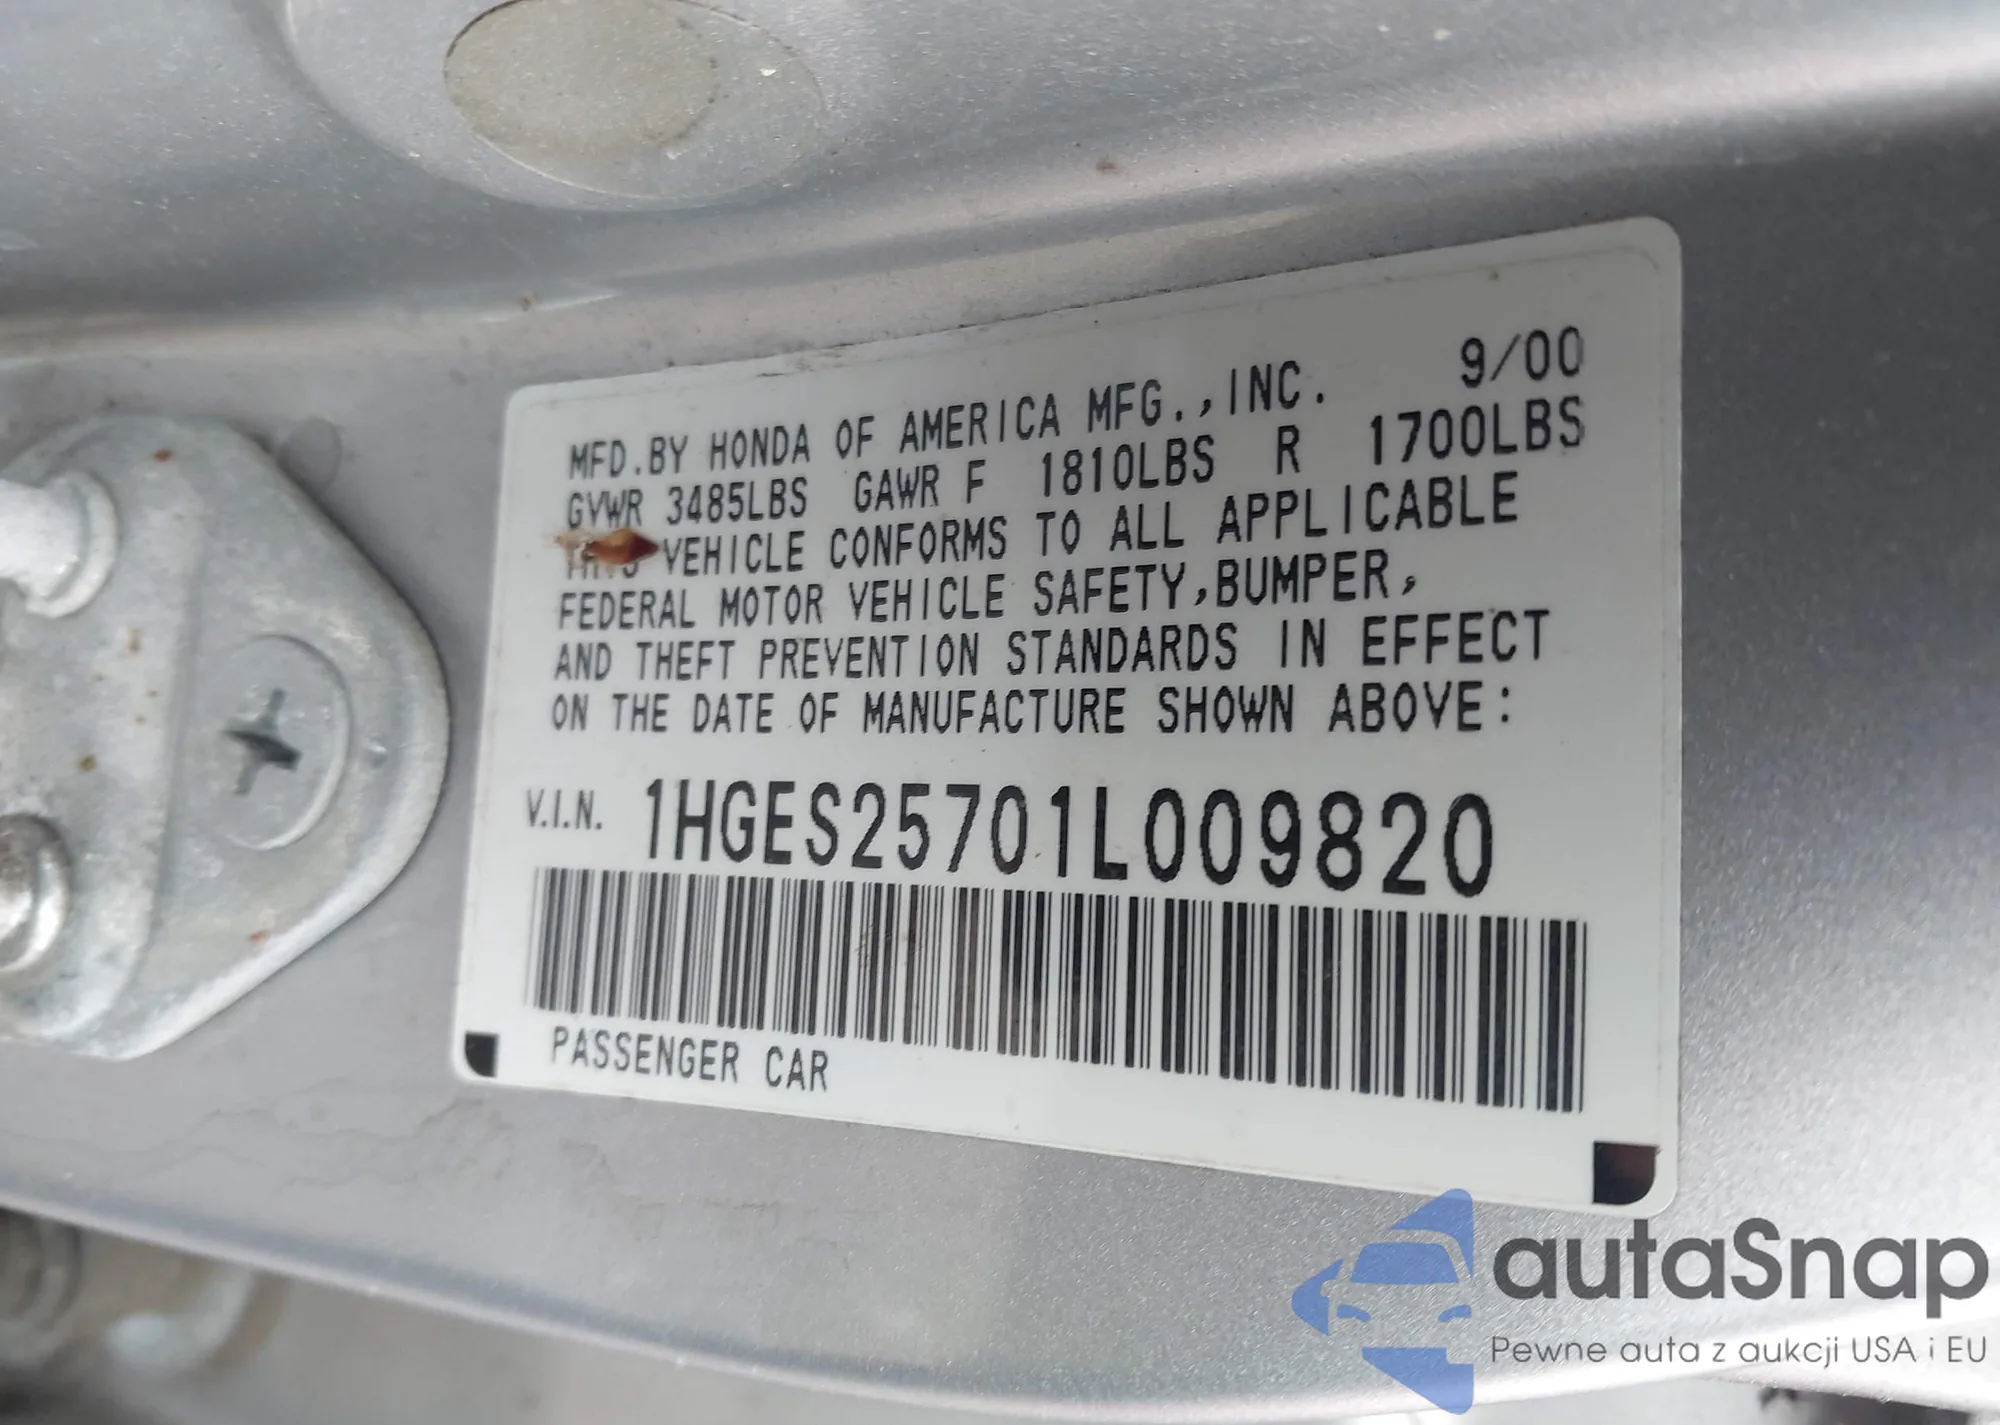 MFD.BY HONDA OF AMERICA MFG.,INC. 9/00
GVWR 3485LBS GAWR F 1810LBS R 1700LBS
THIS VEHICLE CONFORMS TO ALL APPLICABLE
FEDERAL MOTOR VEHICLE SAFETY,BUMPER,
AND THEFT PREVENTION STANDARDS IN EFFECT
ON THE DATE OF MANUFACTURE SHOWN ABOVE:
V.I.N. 1HGES25701L009820
PASSENGER CAR
autaSnap
Pewne auta z aukcji USA i EU